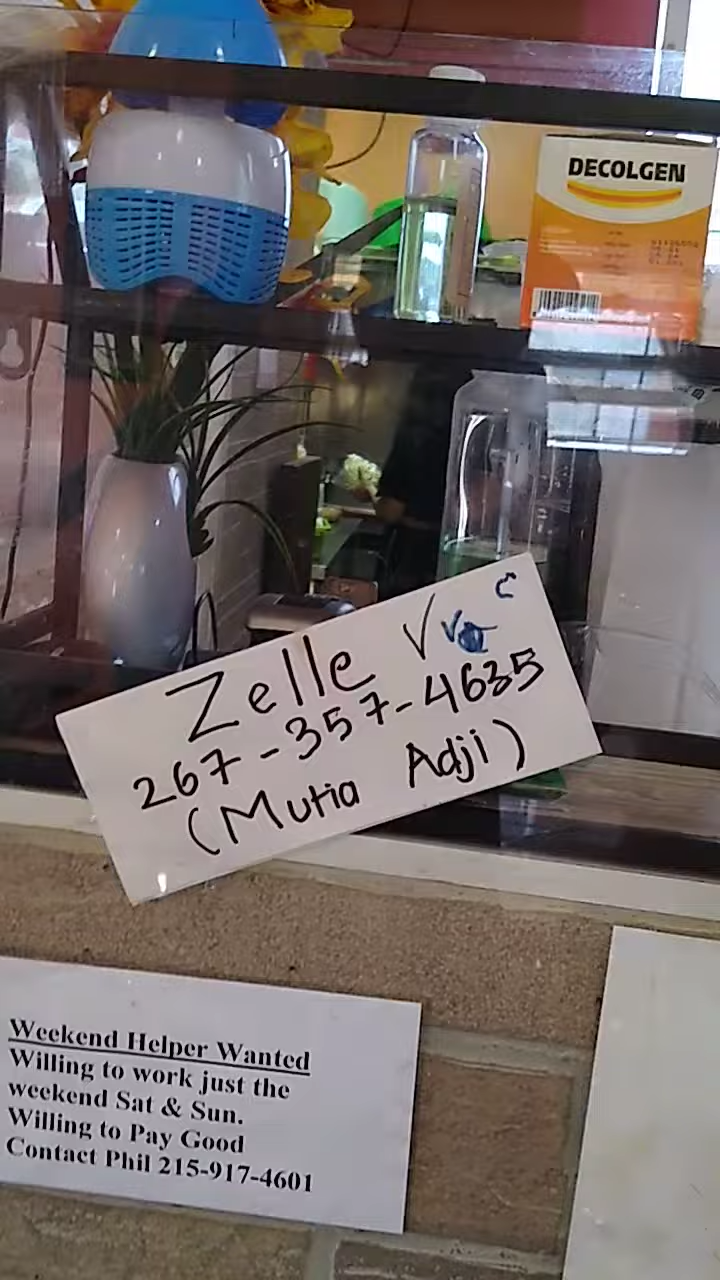 DECOLGEN
Zelle
267-357-4635
(Mutia Adji)
Weekend Helper Wanted
Willing to work just the
weekend Sat & Sun.
Willing to Pay Good
Contact Phil 215-917-4601